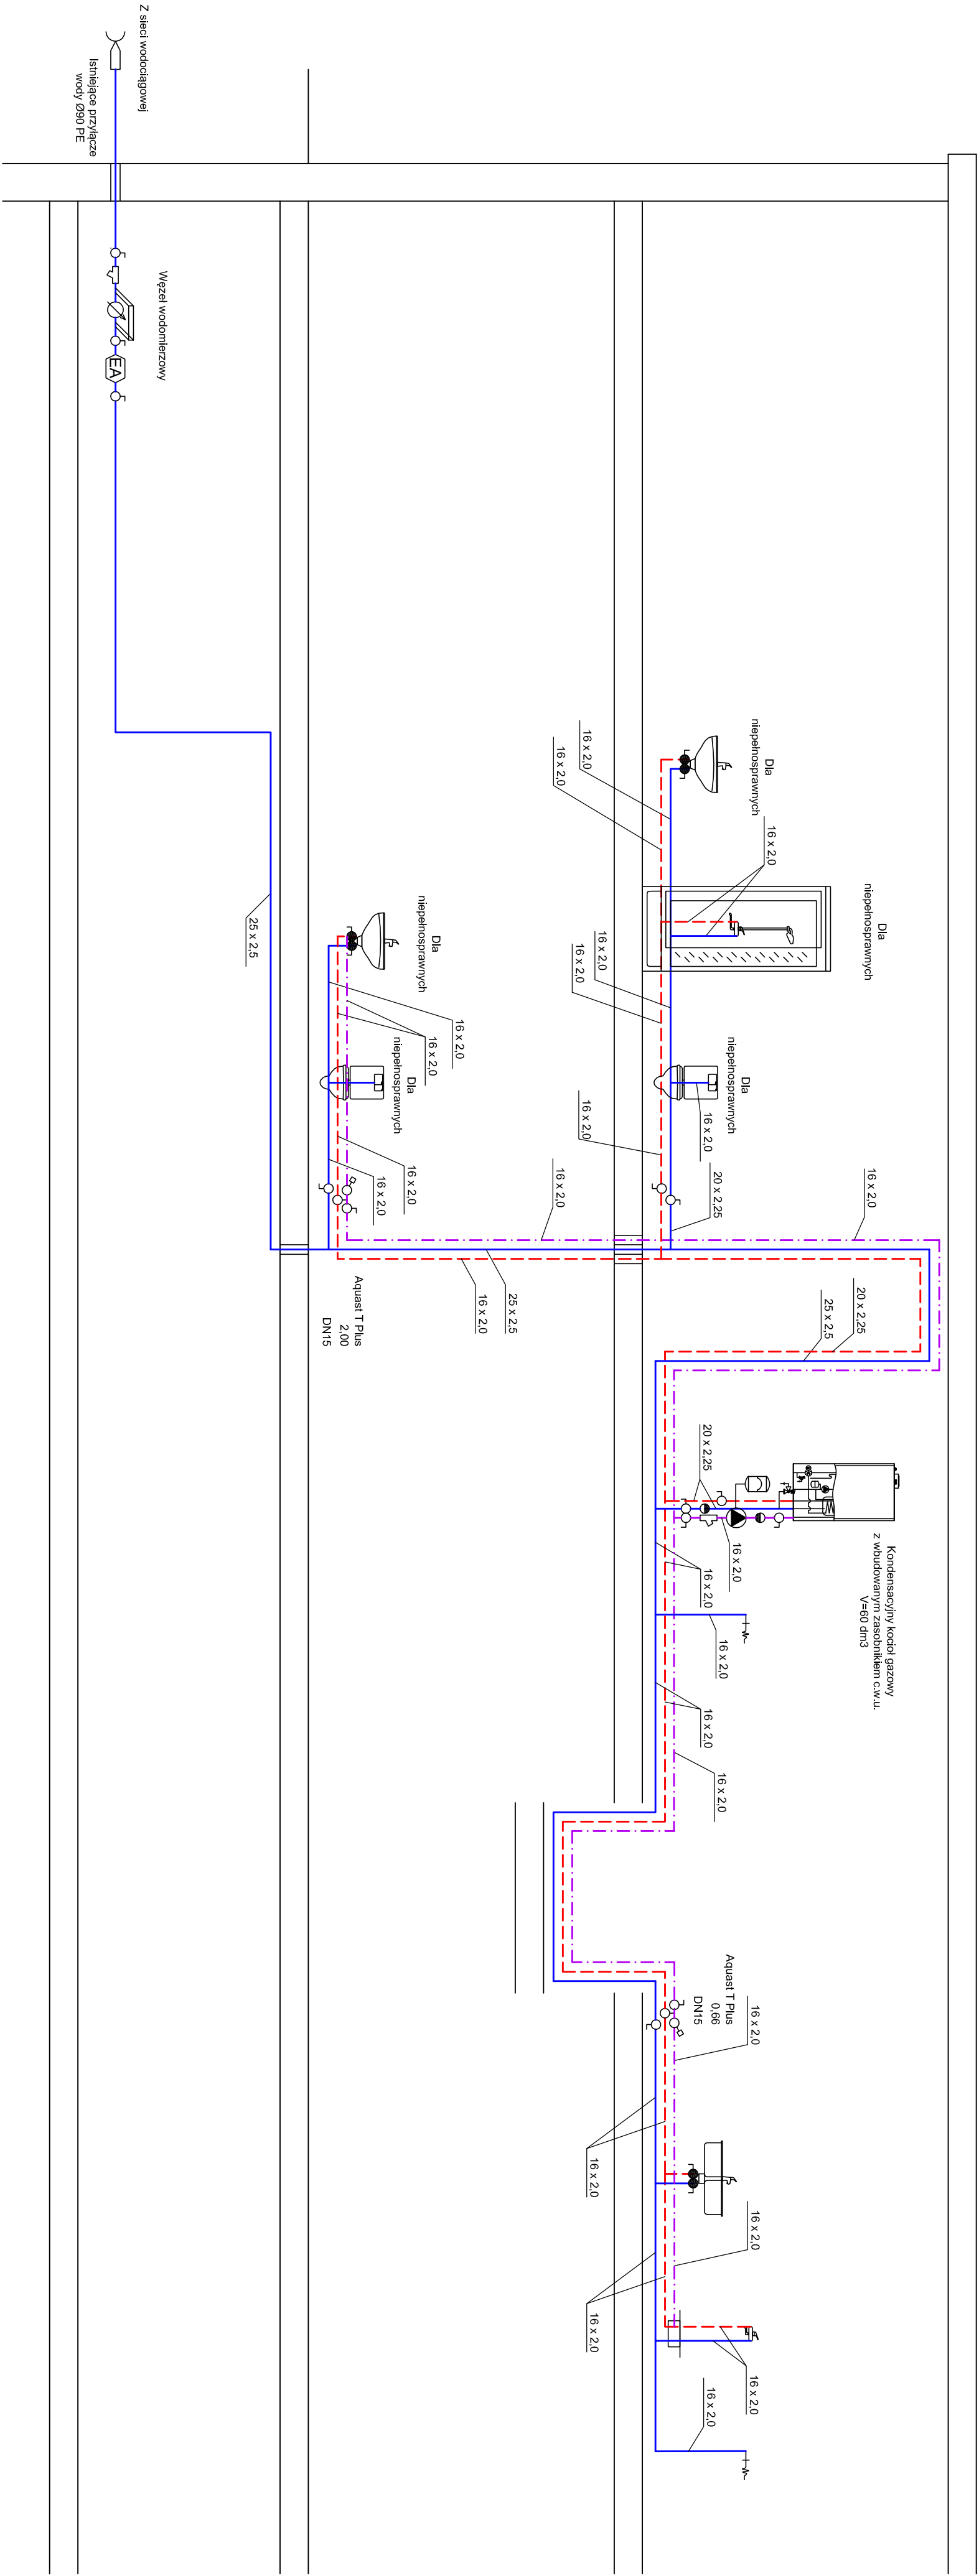 Z sieci wodociągowej
Istniejące przyłącze
wody Ø90 PE
Węzeł wodomierzowy
EA
25 x 2,5
Dla
niepełnosprawnych
16 x 2,0
16 x 2,0
16 x 2,0
Dla
niepełnosprawnych
16 x 2,0
16 x 2,0
Dla
niepełnosprawnych
16 x 2,0
16 x 2,0
20 x 2,25
16 x 2,0
Dla
niepełnosprawnych
16 x 2,0
16 x 2,0
Dla
niepełnosprawnych
16 x 2,0
16 x 2,0
16 x 2,0
Aquast T Plus
2,00
DN15
25 x 2,5
16 x 2,0
20 x 2,25
25 x 2,5
20 x 2,25
Kondensacyjny kocioł gazowy
z wbudowanym zasobnikiem c.w.u.
V=60 dm3
16 x 2,0
16 x 2,0
16 x 2,0
16 x 2,0
16 x 2,0
Aquast T Plus
0,66
DN15
16 x 2,0
16 x 2,0
16 x 2,0
16 x 2,0
16 x 2,0
16 x 2,0